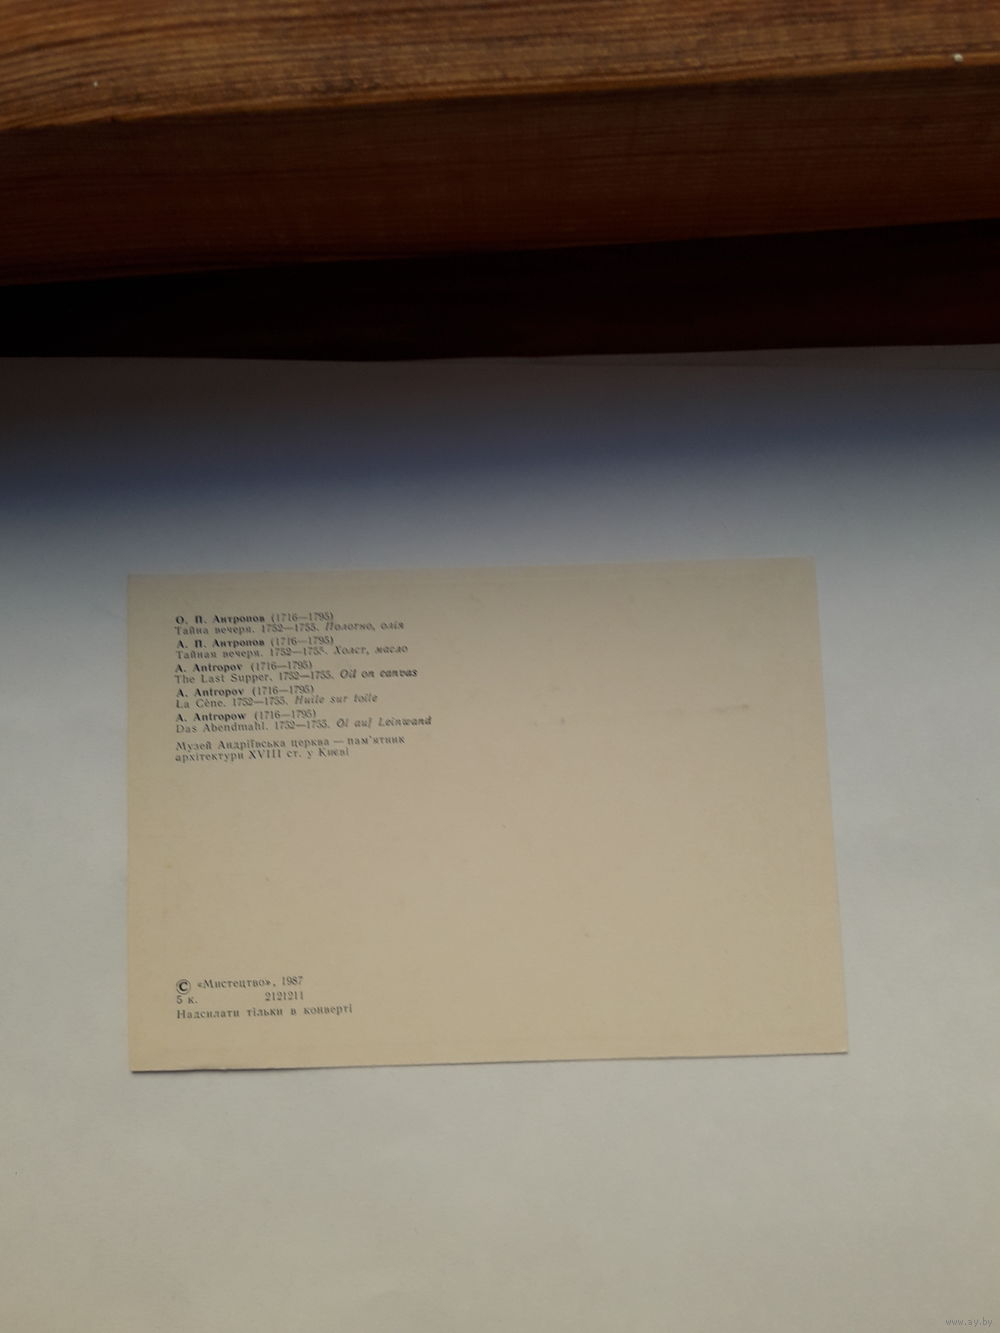 О. П. Антропов (1716—1795)
Тайна вечеря. 1752—1755. Полотно, олія
А. П. Антропов (1716—1795)
Тайная вечеря. 1752—1755. Холст, масло
A. Antropov (1716—1795)
The Last Supper. 1752—1755. Oil on canvas
A. Antropov (1716—1795)
La Cène. 1752—1755. Huile sur toile
A. Antropow (1716—1795)
Das Abendmahl. 1752—1755. Öl auf Leinwand
Музей Андріївська церква — пам'ятник
архітектури XVIII ст. у Києві
© «Мистецтво», 1987
5 к. 2121211
Надсилати тільки в конверті
www.ay.by